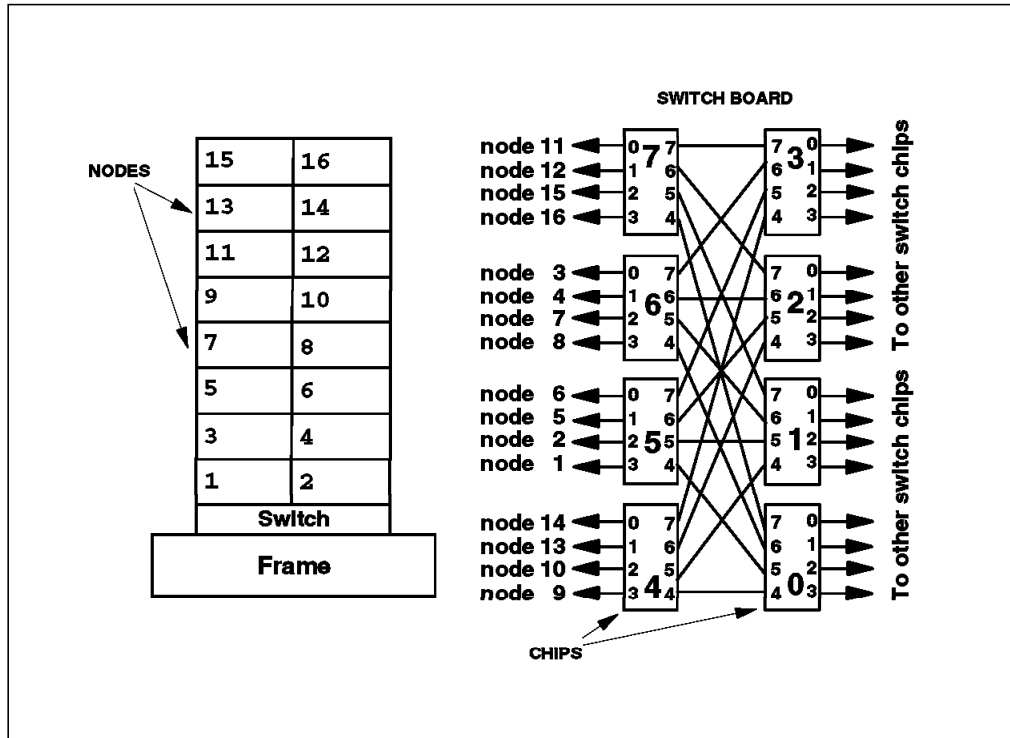 SWITCH BOARD
NODES
15 16
13 14
11 12
9 10
7 8
5 6
3 4
1 2
Switch
Frame
node 11 0 7 7 7 3 0
node 12 1 6 6 1
node 15 2 5 5 2
node 16 3 4 4 3
node 3 0 7 7 0
node 4 1 6 6 6 2 1
node 7 2 5 5 2
node 8 3 4 4 3
node 6 0 7 7 0
node 5 1 6 6 1
node 2 2 5 5 5 1 2
node 1 3 4 4 3
node 14 0 7 7 0
node 13 1 6 6 1
node 10 2 5 5 2
node 9 3 4 4 4 0 3
To other switch chips
To other switch chips
CHIPS